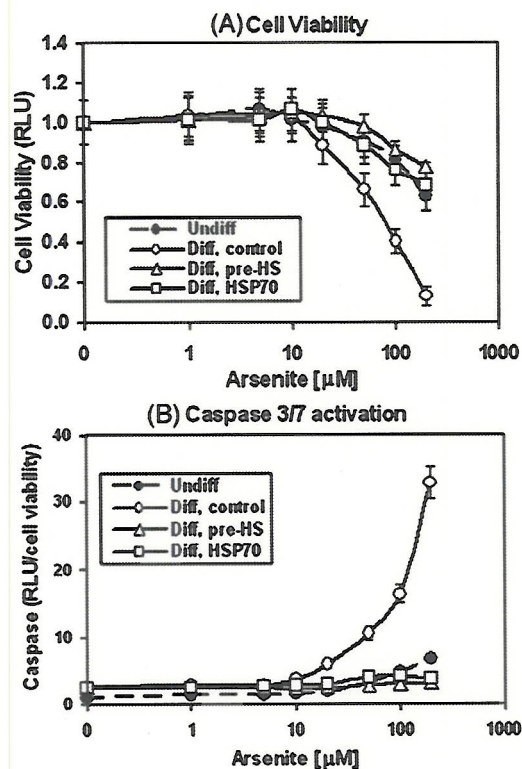 (A) Cell Viability
1.4
1.2
1.0
0.8
0.6
0.4
0.2
0.0
Cell Viability (RLU)
Undiff
Diff, control
Diff, pre-HS
Diff, HSP70
0 1 10 100 1000
Arsenite [μM]
(B) Caspase 3/7 activation
40
30
20
10
0
Caspase (RLU/cell viability)
Undiff
Diff, control
Diff, pre-HS
Diff, HSP70
0 1 10 100 1000
Arsenite [μM]